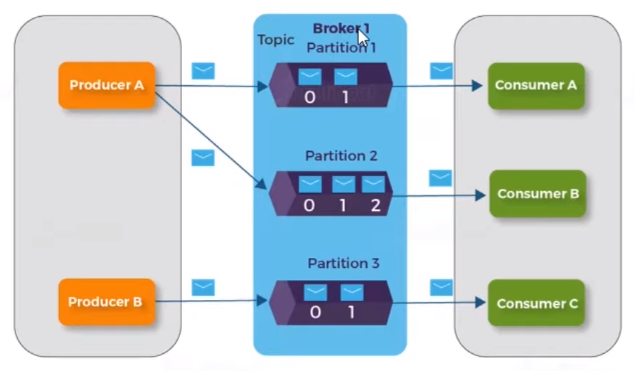 Broker 1
Topic
Partition 1
Producer A
0 1
Consumer A
Partition 2
0 1 2
Consumer B
Partition 3
Producer B
0 1
Consumer C